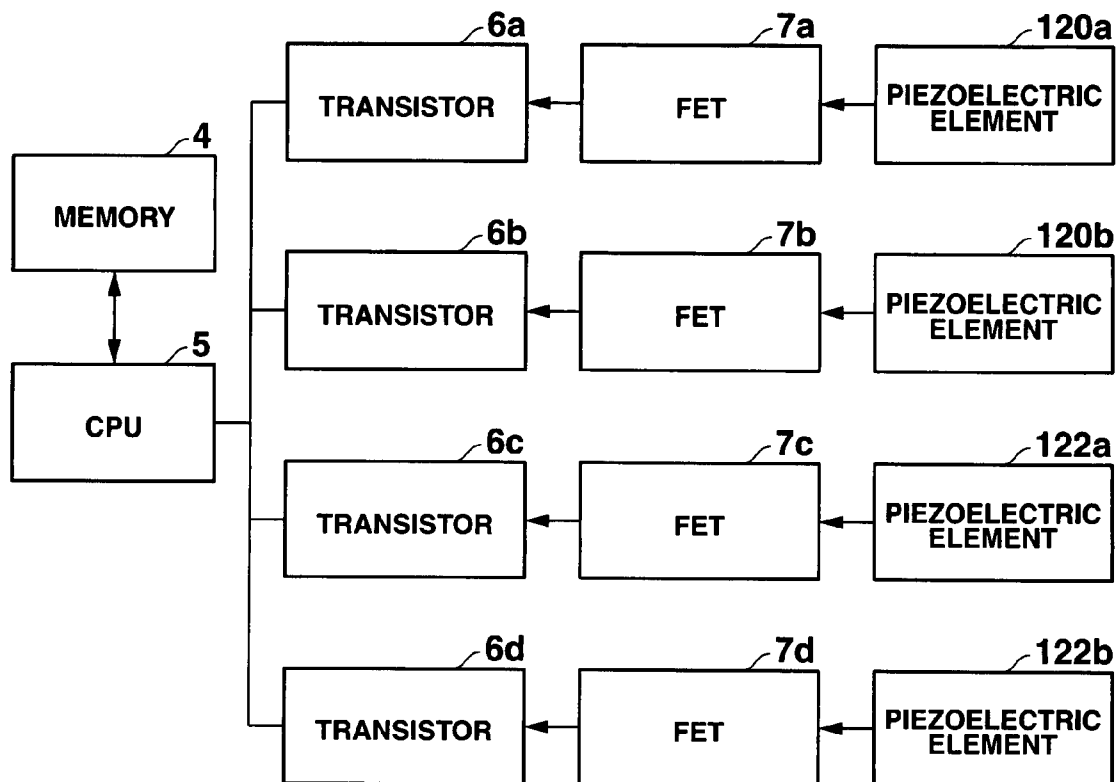 6a
TRANSISTOR
7a
FET
120a
PIEZOELECTRIC
ELEMENT
4
MEMORY
6b
TRANSISTOR
7b
FET
120b
PIEZOELECTRIC
ELEMENT
5
CPU
6c
TRANSISTOR
7c
FET
122a
PIEZOELECTRIC
ELEMENT
6d
TRANSISTOR
7d
FET
122b
PIEZOELECTRIC
ELEMENT